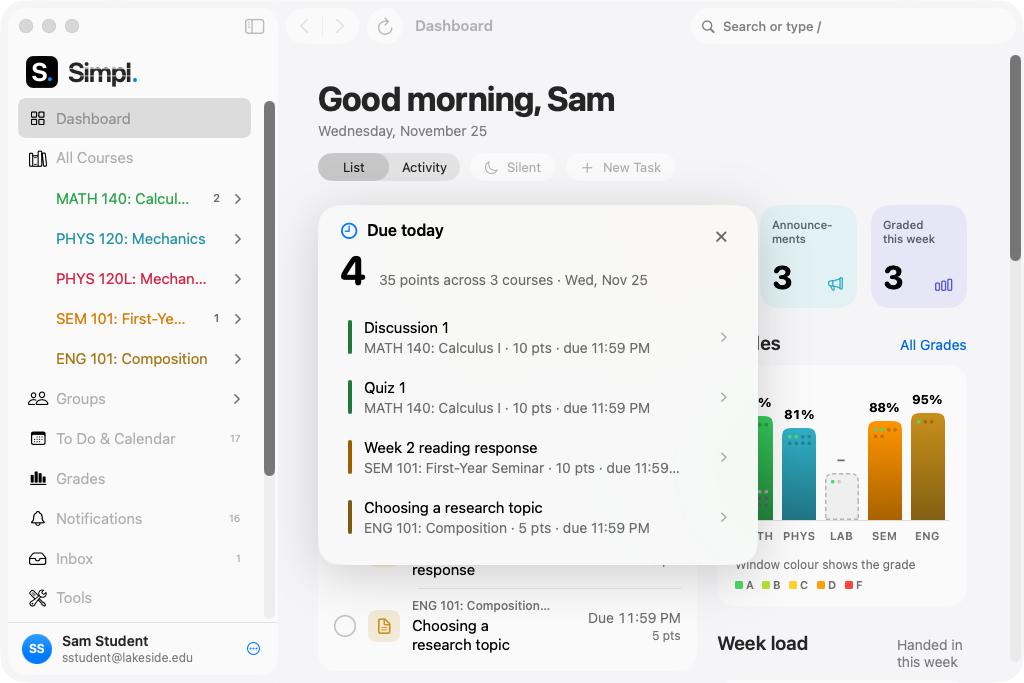 Dashboard
Search or type /
S.
Simpl.
Dashboard
All Courses
MATH 140: Calcul... 2
PHYS 120: Mechanics
PHYS 120L: Mechan...
SEM 101: First-Ye... 1
ENG 101: Composition
Groups
To Do & Calendar 17
Grades
Notifications 16
Inbox 1
Tools
SS
Sam Student
sstudent@lakeside.edu
Good morning, Sam
Wednesday, November 25
List Activity Silent + New Task
Due today
4 35 points across 3 courses · Wed, Nov 25
Discussion 1
MATH 140: Calculus I · 10 pts · due 11:59 PM
Quiz 1
MATH 140: Calculus I · 10 pts · due 11:59 PM
Week 2 reading response
SEM 101: First-Year Seminar · 10 pts · due 11:59...
Choosing a research topic
ENG 101: Composition · 5 pts · due 11:59 PM
response
ENG 101: Composition...
Choosing a
research topic
Due 11:59 PM
5 pts
Announce-
ments
3
Graded
this week
3
All Grades
% 81% – 88% 95%
PHYS LAB SEM ENG
Window colour shows the grade
A B C D F
Week load
Handed in
this week